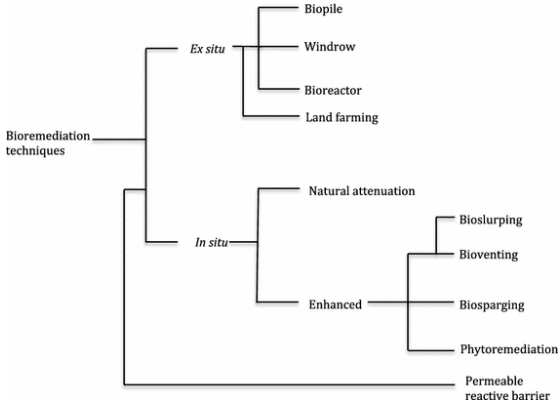 Biopile
Ex situ
Windrow
Bioreactor
Land farming
Bioremediation
techniques
Natural attenuation
Bioslurping
In situ
Bioventing
Enhanced
Biosparging
Phytoremediation
Permeable
reactive barrier